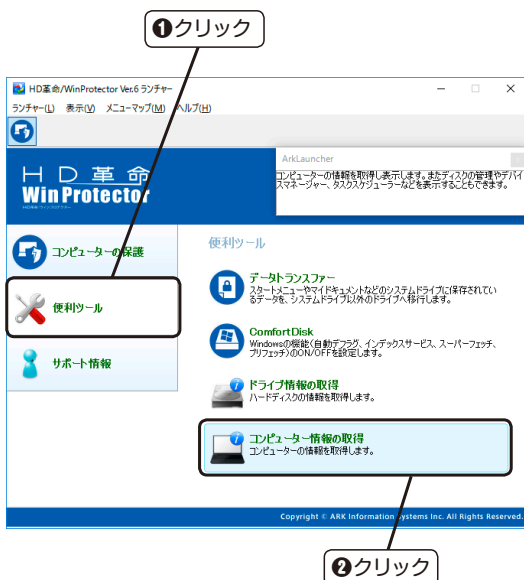 ❶クリック
HD革命/WinProtector Ver.6 ランチャー
ランチャー(L) 表示(V) メニューマップ(M) ヘルプ(H)
ArkLauncher
コンピューターの情報を取得し表示します。またディスクの管理やデバイ
スマネージャー、タスクスケジューラーなどを表示することもできます。
HD革命
WinProtector
コンピューターの保護
便利ツール
サポート情報
便利ツール
データトランスファー
スタートメニューやマイドキュメントなどのシステムドライブに保存されてい
るデータを、システムドライブ以外のドライブへ移行します。
ComfortDisk
Windowsの機能(自動デフラグ、インデックスサービス、スーパーフェッチ、
プリフェッチ)のON/OFFを設定します。
ドライブ情報の取得
ハードディスクの情報を取得します。
コンピューター情報の取得
コンピューターの情報を取得します。
Copyright © ARK Information Systems Inc. All Rights Reserved.
❷クリック